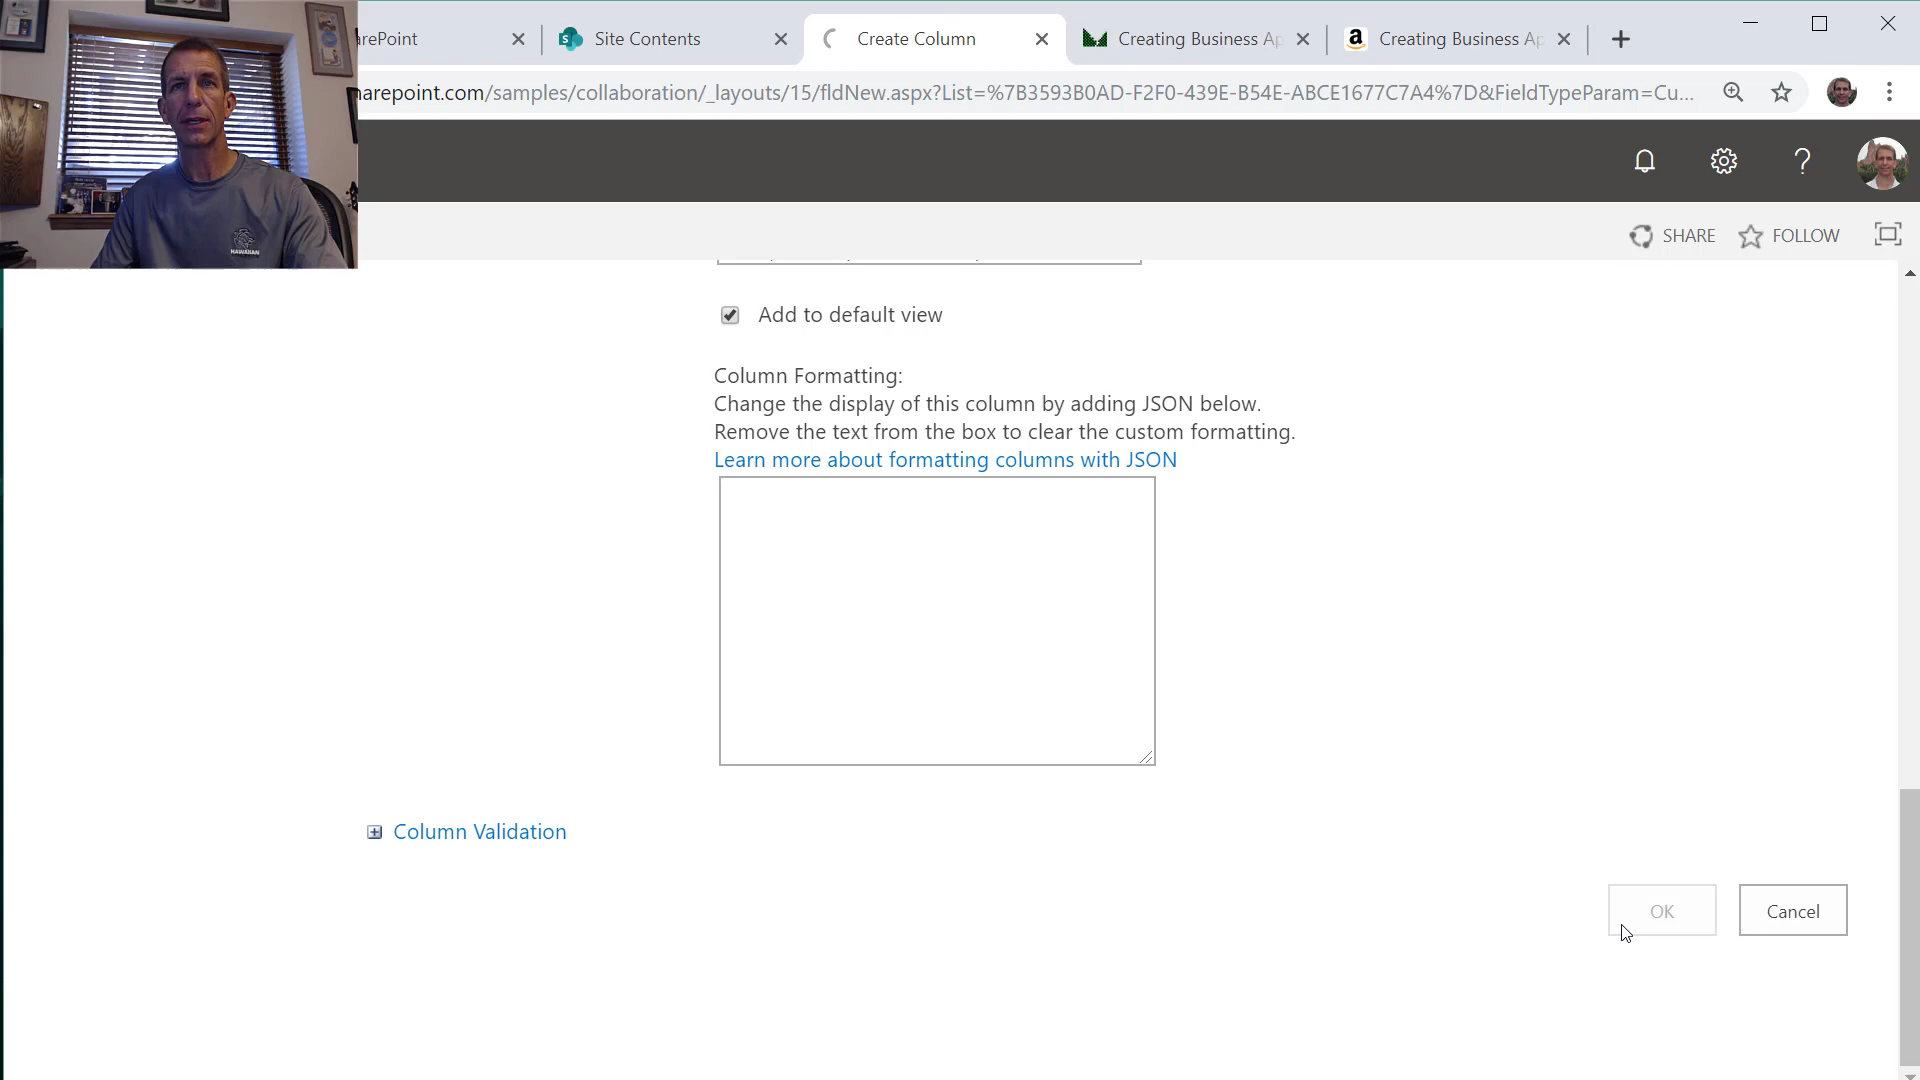 arePoint
Site Contents
Create Column
Creating Business Ap
Creating Business Ap
harepoint.com/samples/collaboration/_layouts/15/fldNew.aspx?List=%7B3593B0AD-F2F0-439E-B54E-ABCE1677C7A4%7D&FieldTypeParam=Cu...
SHARE
FOLLOW
HAWAIIAN
Add to default view
Column Formatting:
Change the display of this column by adding JSON below.
Remove the text from the box to clear the custom formatting.
Learn more about formatting columns with JSON
Column Validation
OK
Cancel